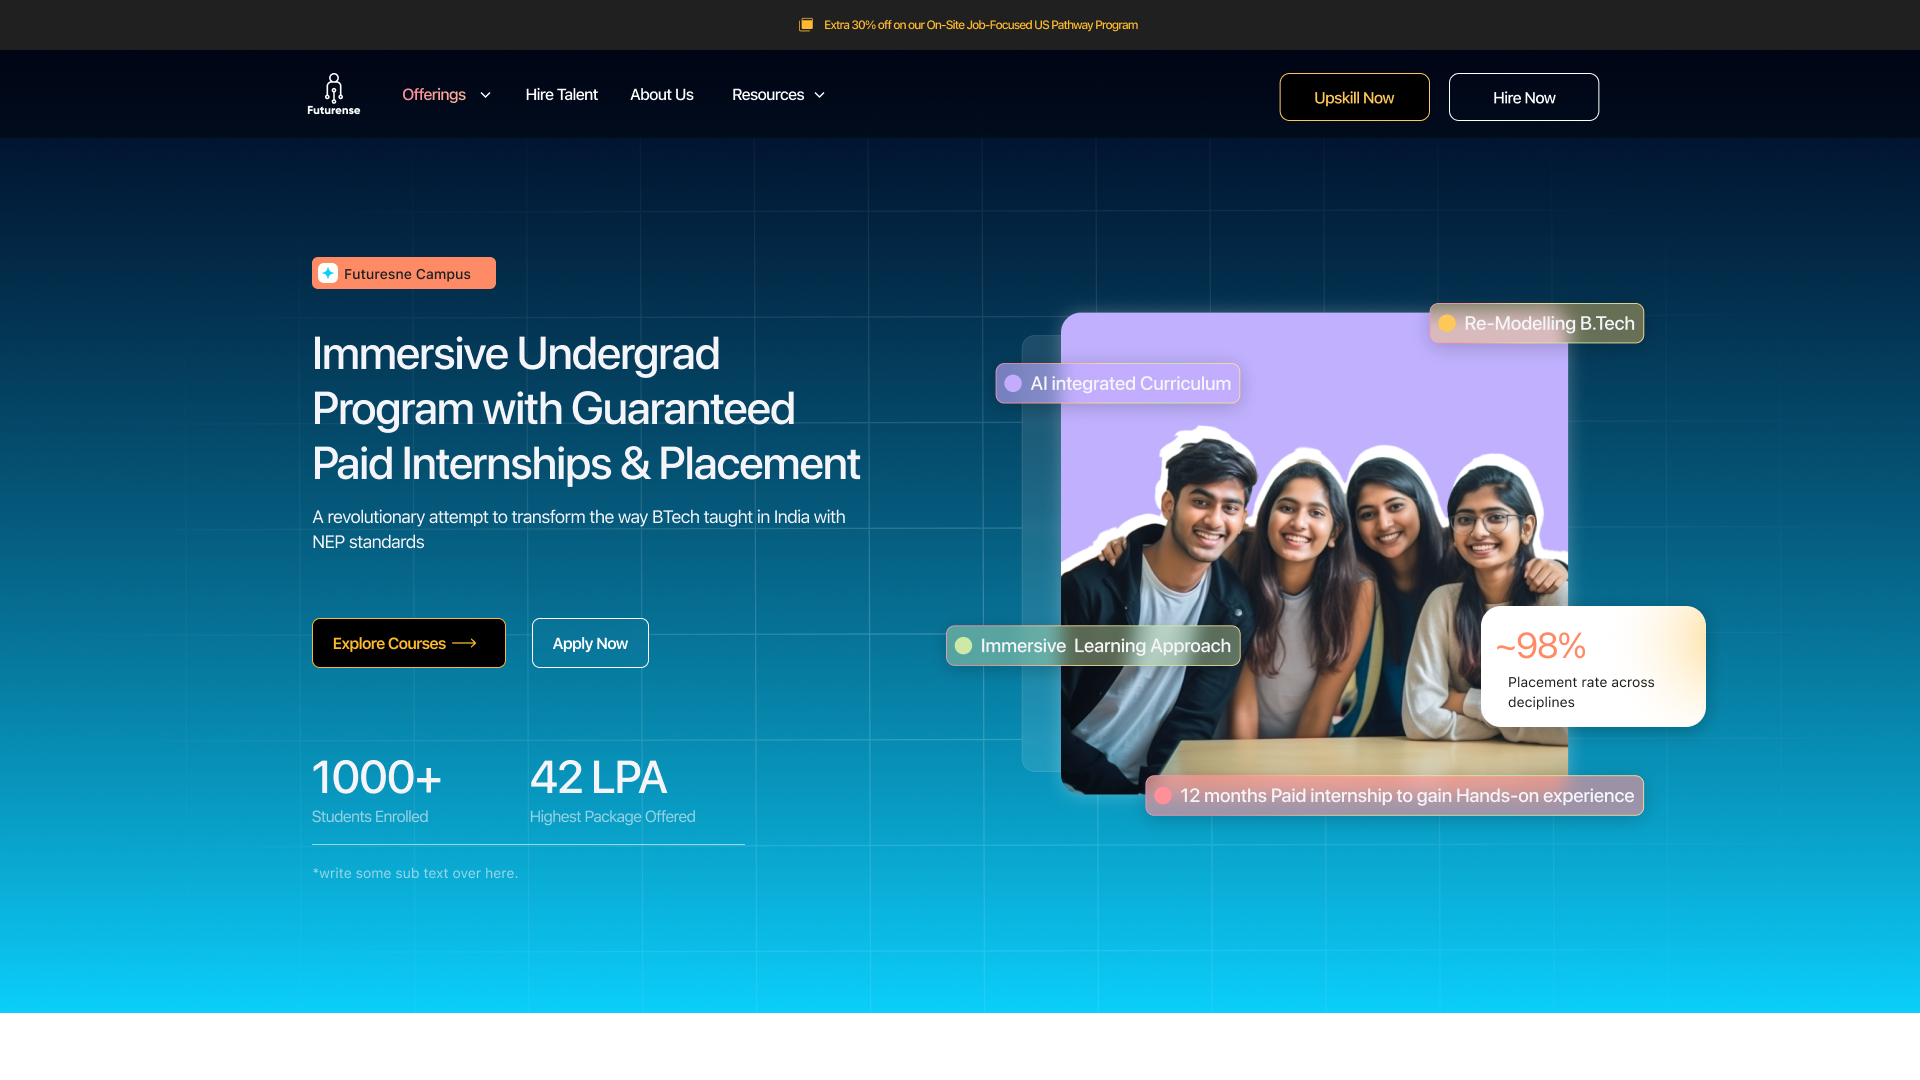 Extra 30% off on our On-Site Job-Focused US Pathway Program
Futurense
Offerings
Hire Talent
About Us
Resources
Upskill Now
Hire Now
Futuresne Campus
Immersive Undergrad
Program with Guaranteed
Paid Internships & Placement
A revolutionary attempt to transform the way BTech taught in India with
NEP standards
Explore Courses
Apply Now
1000+
Students Enrolled
42 LPA
Highest Package Offered
*write some sub text over here.
Re-Modelling B.Tech
AI integrated Curriculum
Immersive Learning Approach
~98%
Placement rate across
deciplines
12 months Paid internship to gain Hands-on experience